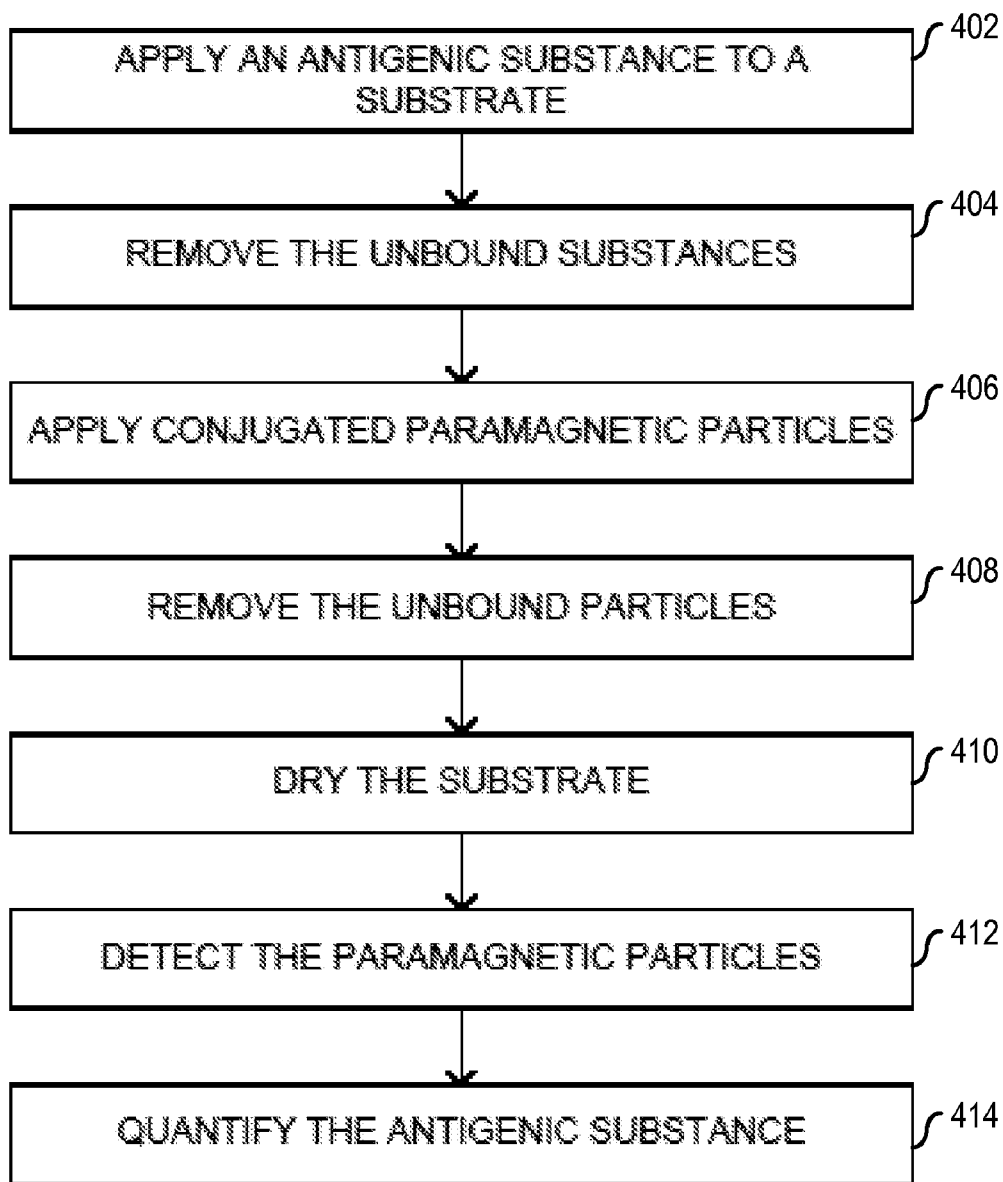 402
APPLY AN ANTIGENIC SUBSTANCE TO A
SUBSTRATE
404
REMOVE THE UNBOUND SUBSTANCES
406
APPLY CONJUGATED PARAMAGNETIC PARTICLES
408
REMOVE THE UNBOUND PARTICLES
410
DRY THE SUBSTRATE
412
DETECT THE PARAMAGNETIC PARTICLES
414
QUANTIFY THE ANTIGENIC SUBSTANCE